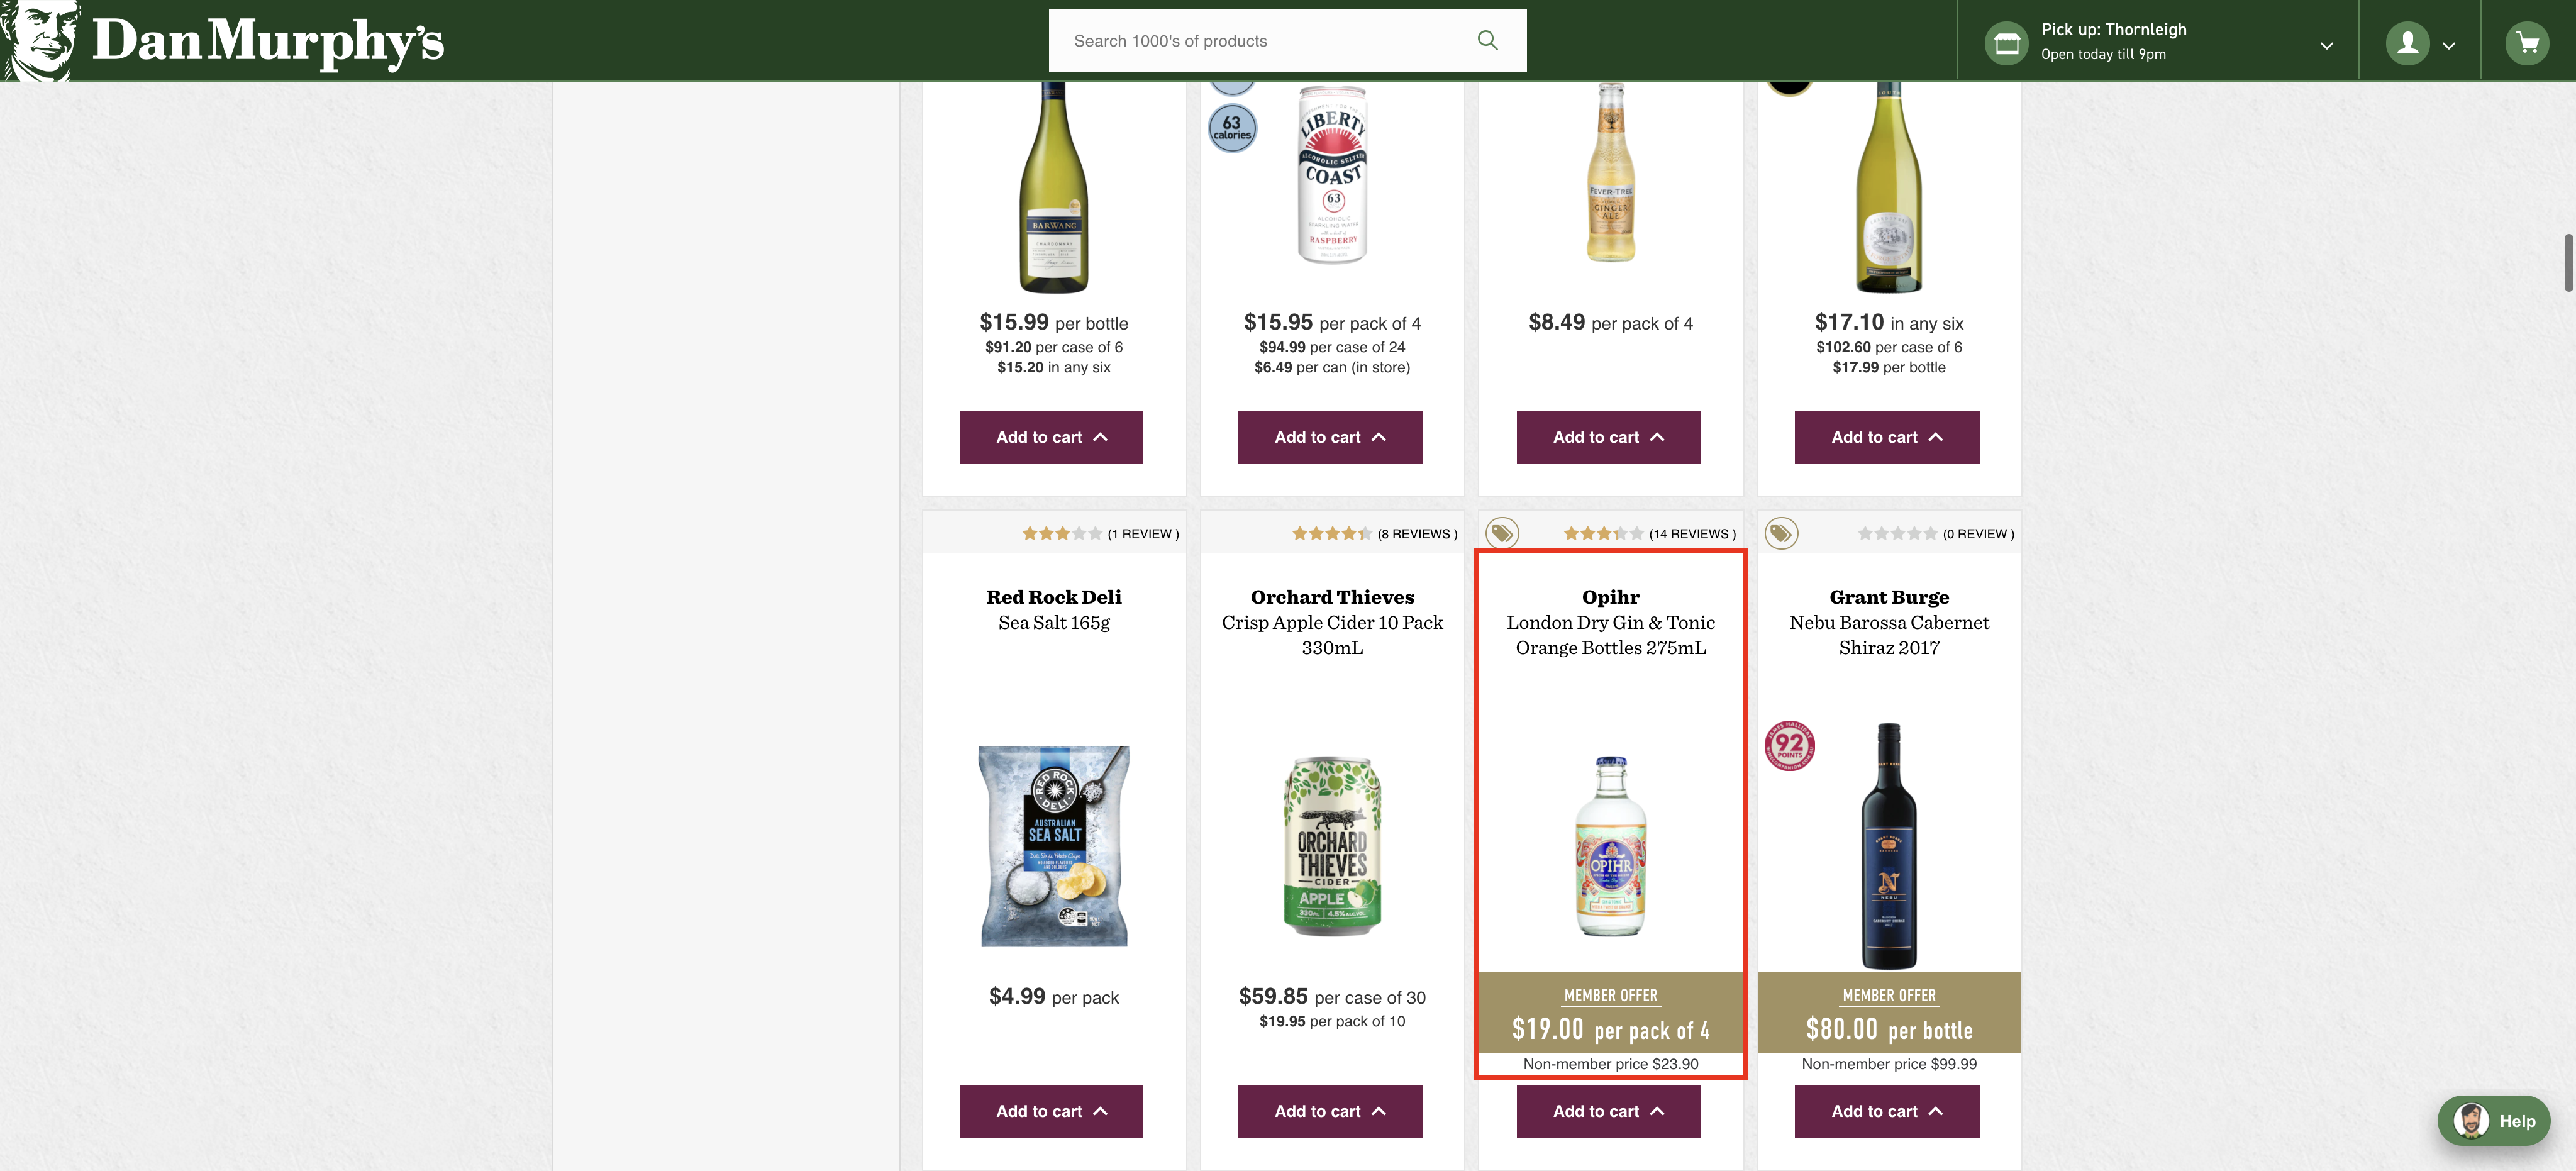 Dan Murphy's
Search 1000's of products
Pick up: Thornleigh
Open today till 9pm
BARWANG
CHARDONNAY
63
calories
LIBERTY
ALCOHOLIC SELTZER
COAST
63
ALCOHOLIC
SPARKLING WATER
RASPBERRY
FEVER-TREE
GINGER
ALE
$15.99 per bottle
$91.20 per case of 6
$15.20 in any six
$15.95 per pack of 4
$94.99 per case of 24
$6.49 per can (in store)
$8.49 per pack of 4
$17.10 in any six
$102.60 per case of 6
$17.99 per bottle
Add to cart
Add to cart
Add to cart
Add to cart
(1 REVIEW )
(8 REVIEWS )
(14 REVIEWS )
(0 REVIEW )
Red Rock Deli
Sea Salt 165g
Orchard Thieves
Crisp Apple Cider 10 Pack
330mL
Opihr
London Dry Gin & Tonic
Orange Bottles 275mL
Grant Burge
Nebu Barossa Cabernet
Shiraz 2017
RED ROCK
DELI
AUSTRALIAN
SEA SALT
ORCHARD
THIEVES
CIDER
APPLE
330ML 4.5% ALC.VOL
OPIHR
92
POINTS
N
NEBU
$4.99 per pack
$59.85 per case of 30
$19.95 per pack of 10
MEMBER OFFER
$19.00 per pack of 4
Non-member price $23.90
MEMBER OFFER
$80.00 per bottle
Non-member price $99.99
Add to cart
Add to cart
Add to cart
Add to cart
Help